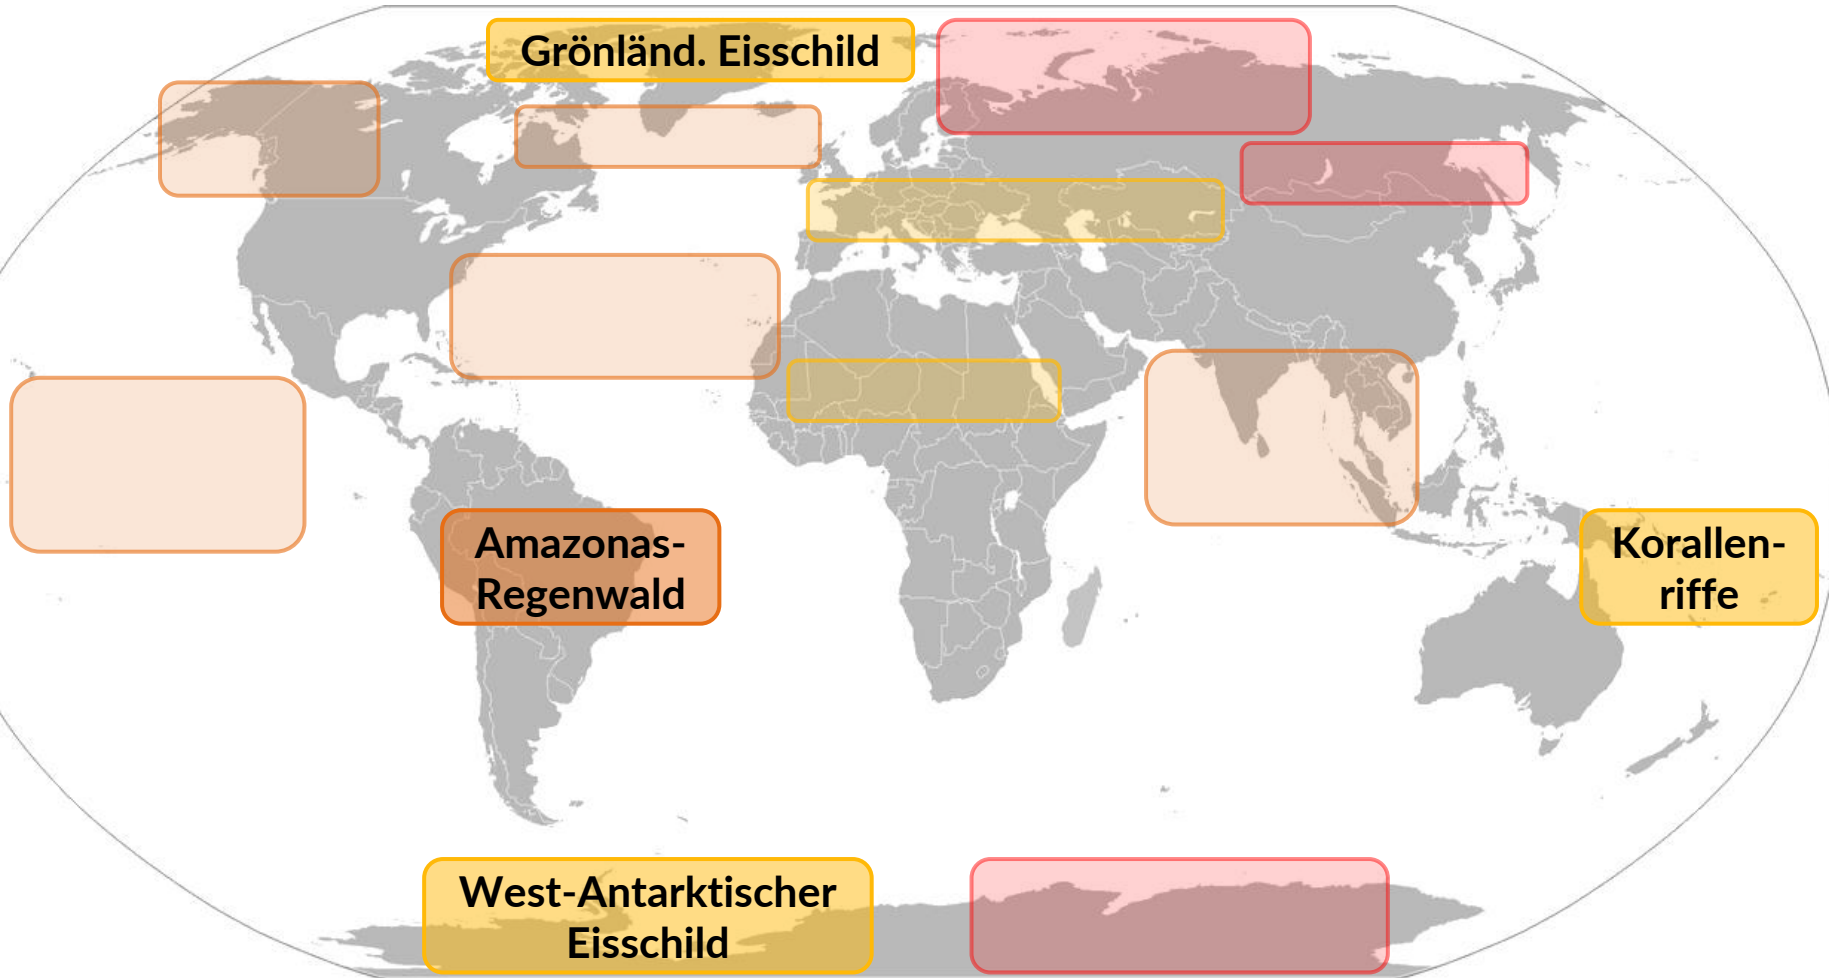 Grönländ. Eisschild
Amazonas-
Regenwald
Korallen-
riffe
West-Antarktischer
Eisschild